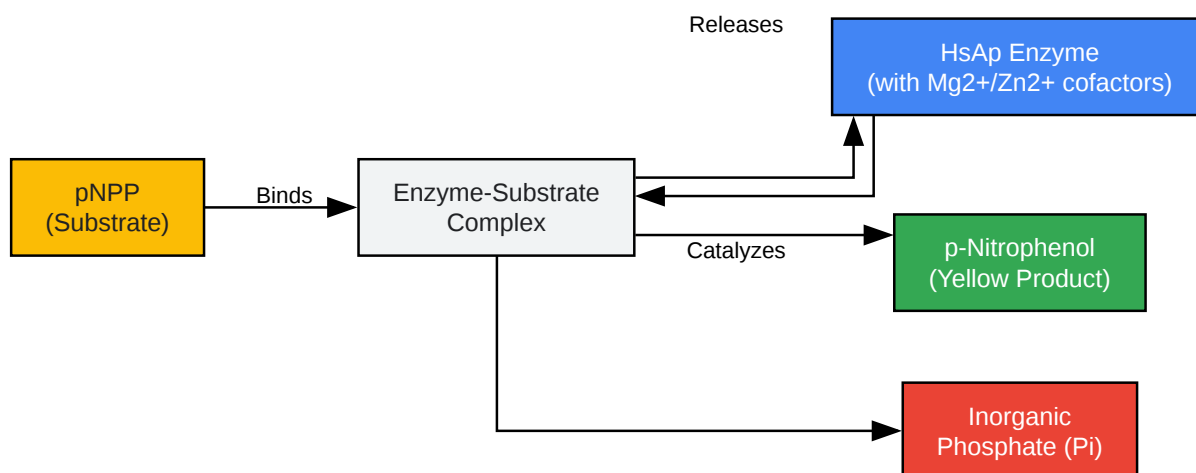 Releases
HsAp Enzyme
(with Mg2+/Zn2+ cofactors)
pNPP
(Substrate)
Binds
Enzyme-Substrate
Complex
Catalyzes
p-Nitrophenol
(Yellow Product)
Inorganic
Phosphate (Pi)